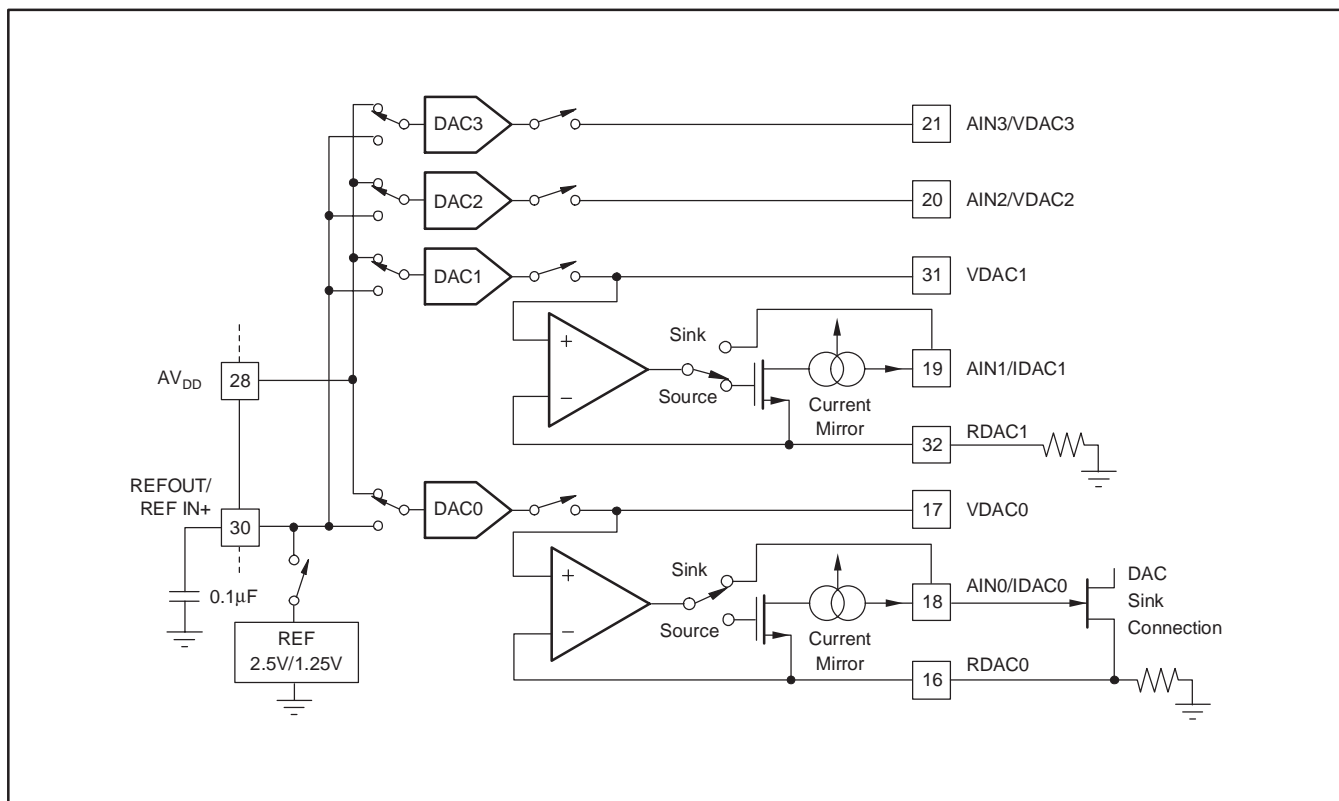 DAC3
21
AIN3/VDAC3
DAC2
20
AIN2/VDAC2
DAC1
31
VDAC1
Sink
+
−
Source
Current
Mirror
19
AIN1/IDAC1
AVDD
28
32
RDAC1
REFOUT/
REF IN+
30
DAC0
17
VDAC0
0.1μF
REF
2.5V/1.25V
Sink
+
−
Source
Current
Mirror
18
AIN0/IDAC0
DAC
Sink
Connection
16
RDAC0